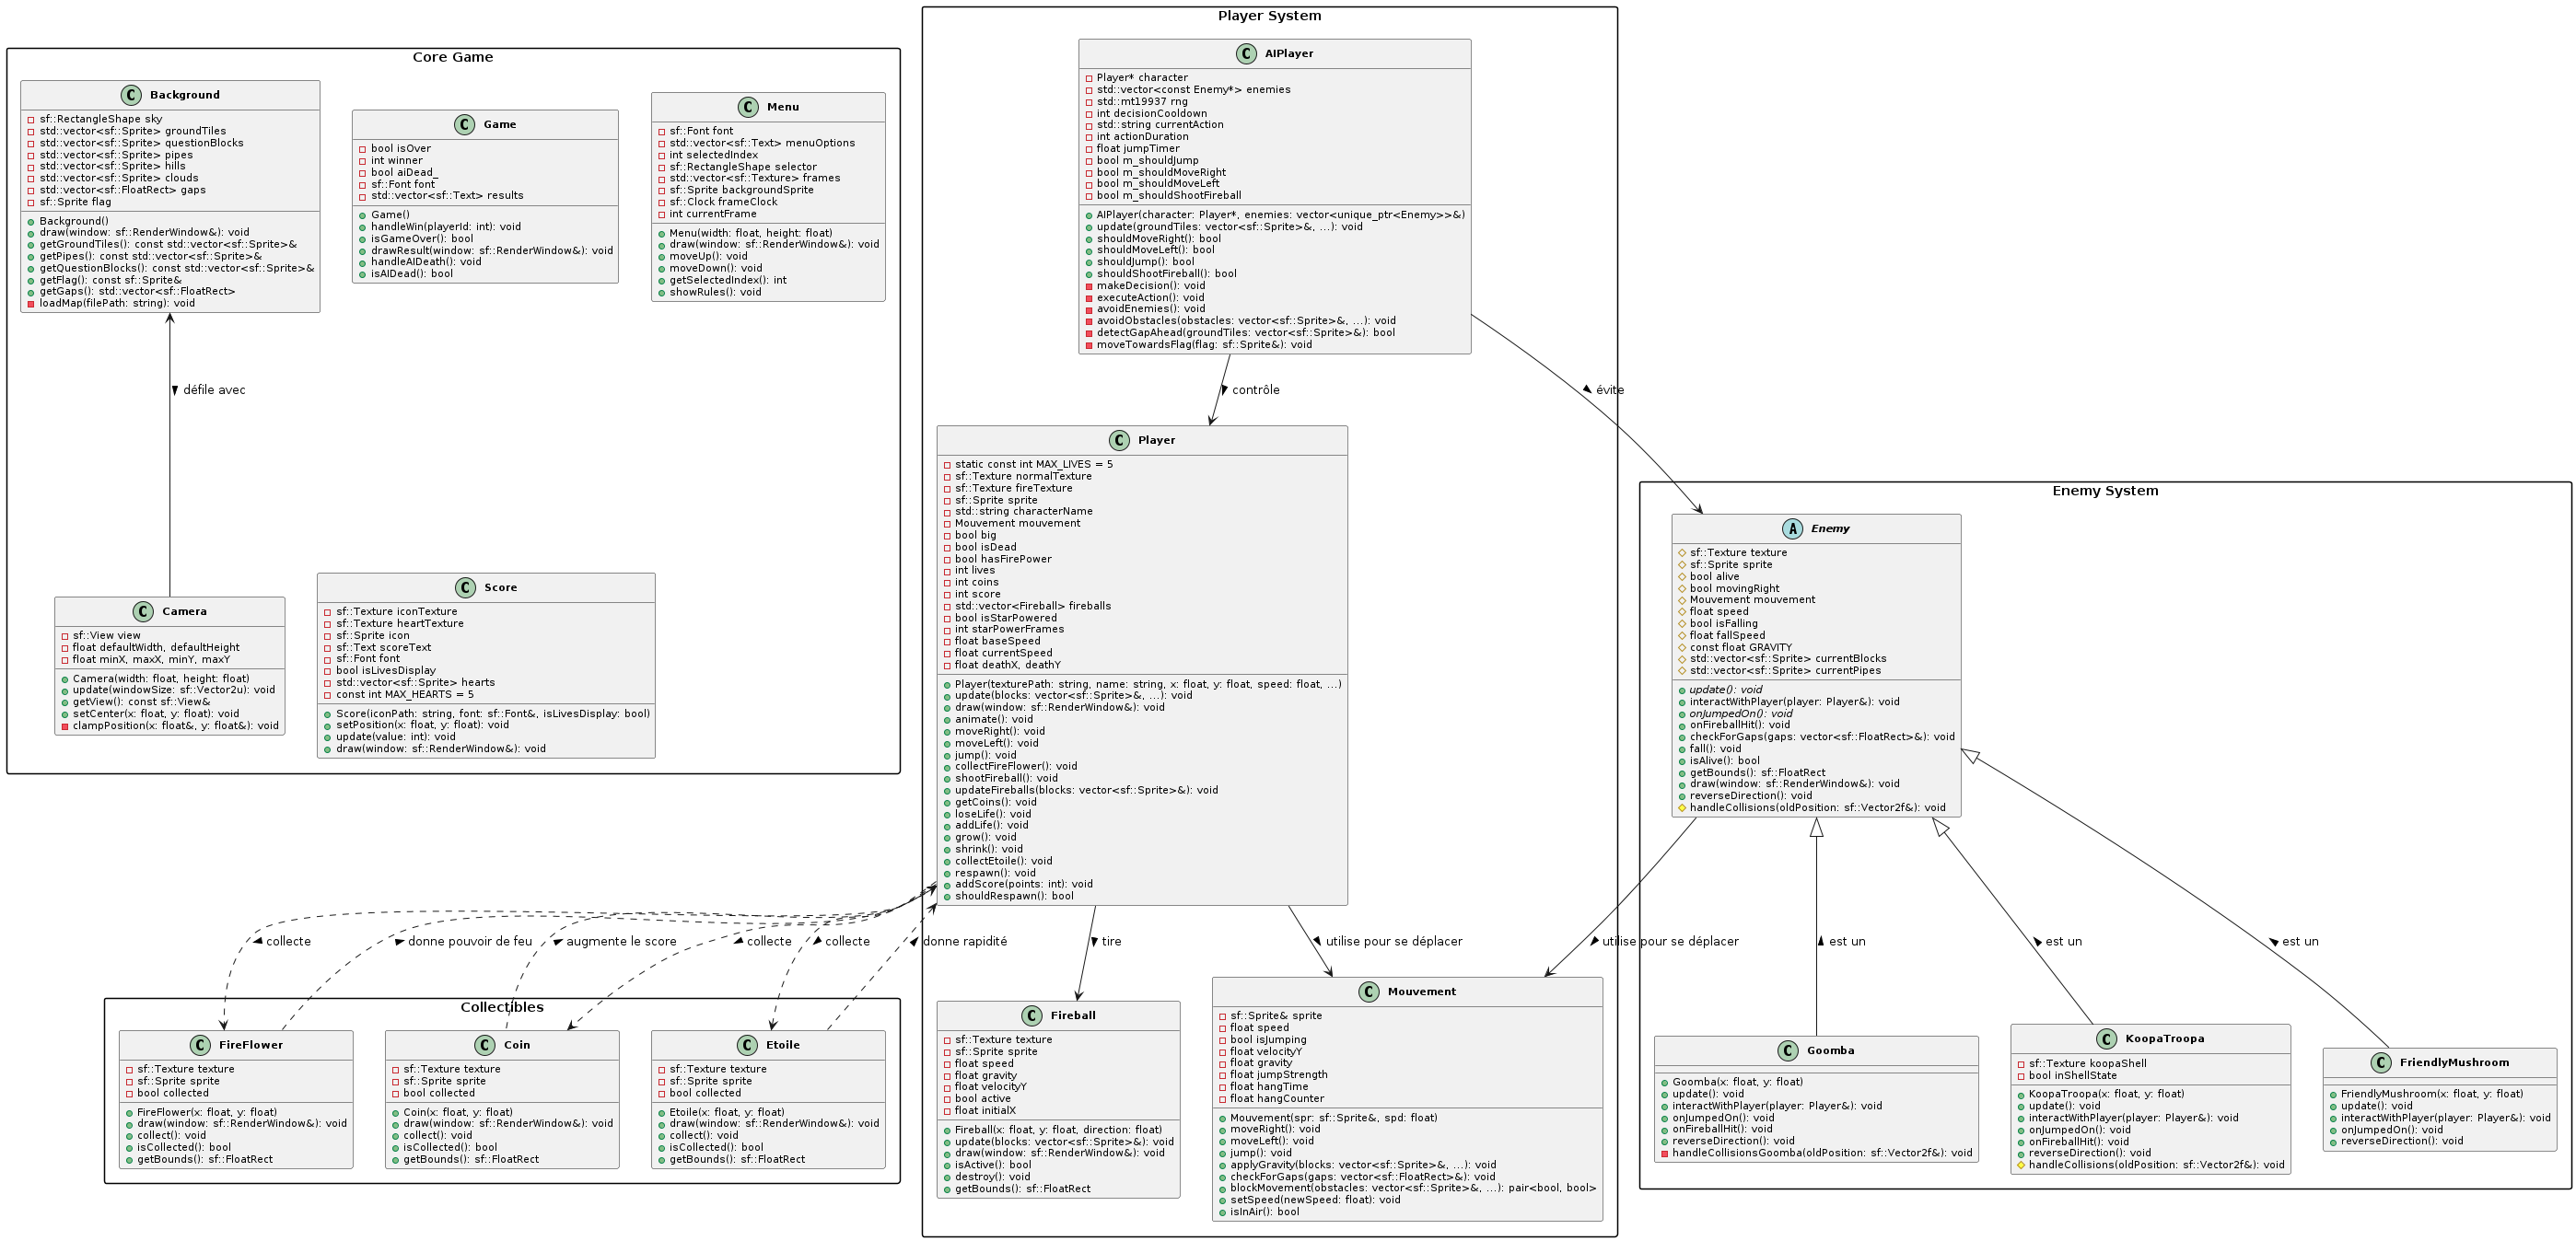 Core Game
Background
sf::RectangleShape sky
std::vector<sf::Sprite> groundTiles
std::vector<sf::Sprite> questionBlocks
std::vector<sf::Sprite> pipes
std::vector<sf::Sprite> hills
std::vector<sf::Sprite> clouds
std::vector<sf::FloatRect> gaps
sf::Sprite flag
Background()
draw(window: sf::RenderWindow&): void
getGroundTiles(): const std::vector<sf::Sprite>&
getPipes(): const std::vector<sf::Sprite>&
getQuestionBlocks(): const std::vector<sf::Sprite>&
getFlag(): const sf::Sprite&
getGaps(): std::vector<sf::FloatRect>
loadMap(filePath: string): void
Game
bool isOver
int winner
bool aiDead_
sf::Font font
std::vector<sf::Text> results
Game()
handleWin(playerId: int): void
isGameOver(): bool
drawResult(window: sf::RenderWindow&): void
handleAIDeath(): void
isAIDead(): bool
Menu
sf::Font font
std::vector<sf::Text> menuOptions
int selectedIndex
sf::RectangleShape selector
std::vector<sf::Texture> frames
sf::Sprite backgroundSprite
sf::Clock frameClock
int currentFrame
Menu(width: float, height: float)
draw(window: sf::RenderWindow&): void
moveUp(): void
moveDown(): void
getSelectedIndex(): int
showRules(): void
défile avec
Camera
sf::View view
float defaultWidth, defaultHeight
float minX, maxX, minY, maxY
Camera(width: float, height: float)
update(windowSize: sf::Vector2u): void
getView(): const sf::View&
setCenter(x: float, y: float): void
clampPosition(x: float&, y: float&): void
Score
sf::Texture iconTexture
sf::Texture heartTexture
sf::Sprite icon
sf::Text scoreText
sf::Font font
bool isLivesDisplay
std::vector<sf::Sprite> hearts
const int MAX_HEARTS = 5
Score(iconPath: string, font: sf::Font&, isLivesDisplay: bool)
setPosition(x: float, y: float): void
update(value: int): void
draw(window: sf::RenderWindow&): void
Player System
AIPlayer
Player* character
std::vector<const Enemy*> enemies
std::mt19937 rng
int decisionCooldown
std::string currentAction
int actionDuration
float jumpTimer
bool m_shouldJump
bool m_shouldMoveRight
bool m_shouldMoveLeft
bool m_shouldShootFireball
AIPlayer(character: Player*, enemies: vector<unique_ptr<Enemy>>&)
update(groundTiles: vector<sf::Sprite>&, ...): void
shouldMoveRight(): bool
shouldMoveLeft(): bool
shouldJump(): bool
shouldShootFireball(): bool
makeDecision(): void
executeAction(): void
avoidEnemies(): void
avoidObstacles(obstacles: vector<sf::Sprite>&, ...): void
detectGapAhead(groundTiles: vector<sf::Sprite>&): bool
moveTowardsFlag(flag: sf::Sprite&): void
contrôle
évite
Player
static const int MAX_LIVES = 5
sf::Texture normalTexture
sf::Texture fireTexture
sf::Sprite sprite
std::string characterName
Mouvement mouvement
bool big
bool isDead
bool hasFirePower
int lives
int coins
int score
std::vector<Fireball> fireballs
bool isStarPowered
int starPowerFrames
float baseSpeed
float currentSpeed
float deathX, deathY
Player(texturePath: string, name: string, x: float, y: float, speed: float, ...)
update(blocks: vector<sf::Sprite>&, ...): void
draw(window: sf::RenderWindow&): void
animate(): void
moveRight(): void
moveLeft(): void
jump(): void
collectFireFlower(): void
shootFireball(): void
updateFireballs(blocks: vector<sf::Sprite>&): void
getCoins(): void
loseLife(): void
addLife(): void
grow(): void
shrink(): void
collectEtoile(): void
respawn(): void
addScore(points: int): void
shouldRespawn(): bool
Enemy System
Enemy
sf::Texture texture
sf::Sprite sprite
bool alive
bool movingRight
Mouvement mouvement
float speed
bool isFalling
float fallSpeed
const float GRAVITY
std::vector<sf::Sprite> currentBlocks
std::vector<sf::Sprite> currentPipes
update(): void
interactWithPlayer(player: Player&): void
onJumpedOn(): void
onFireballHit(): void
checkForGaps(gaps: vector<sf::FloatRect>&): void
fall(): void
isAlive(): bool
getBounds(): sf::FloatRect
draw(window: sf::RenderWindow&): void
reverseDirection(): void
handleCollisions(oldPosition: sf::Vector2f&): void
collecte
donne pouvoir de feu
augmente le score
collecte
collecte
donne rapidité
tire
utilise pour se déplacer
utilise pour se déplacer
est un
est un
est un
Collectibles
FireFlower
sf::Texture texture
sf::Sprite sprite
bool collected
FireFlower(x: float, y: float)
draw(window: sf::RenderWindow&): void
collect(): void
isCollected(): bool
getBounds(): sf::FloatRect
Coin
sf::Texture texture
sf::Sprite sprite
bool collected
Coin(x: float, y: float)
draw(window: sf::RenderWindow&): void
collect(): void
isCollected(): bool
getBounds(): sf::FloatRect
Etoile
sf::Texture texture
sf::Sprite sprite
bool collected
Etoile(x: float, y: float)
draw(window: sf::RenderWindow&): void
collect(): void
isCollected(): bool
getBounds(): sf::FloatRect
Fireball
sf::Texture texture
sf::Sprite sprite
float speed
float gravity
float velocityY
bool active
float initialX
Fireball(x: float, y: float, direction: float)
update(blocks: vector<sf::Sprite>&): void
draw(window: sf::RenderWindow&): void
isActive(): bool
destroy(): void
getBounds(): sf::FloatRect
Mouvement
sf::Sprite& sprite
float speed
bool isJumping
float velocityY
float gravity
float jumpStrength
float hangTime
float hangCounter
Mouvement(spr: sf::Sprite&, spd: float)
moveRight(): void
moveLeft(): void
jump(): void
applyGravity(blocks: vector<sf::Sprite>&, ...): void
checkForGaps(gaps: vector<sf::FloatRect>&): void
blockMovement(obstacles: vector<sf::Sprite>&, ...): pair<bool, bool>
setSpeed(newSpeed: float): void
isInAir(): bool
Goomba
Goomba(x: float, y: float)
update(): void
interactWithPlayer(player: Player&): void
onJumpedOn(): void
onFireballHit(): void
reverseDirection(): void
handleCollisionsGoomba(oldPosition: sf::Vector2f&): void
KoopaTroopa
sf::Texture koopaShell
bool inShellState
KoopaTroopa(x: float, y: float)
update(): void
interactWithPlayer(player: Player&): void
onJumpedOn(): void
onFireballHit(): void
reverseDirection(): void
handleCollisions(oldPosition: sf::Vector2f&): void
FriendlyMushroom
FriendlyMushroom(x: float, y: float)
update(): void
interactWithPlayer(player: Player&): void
onJumpedOn(): void
reverseDirection(): void